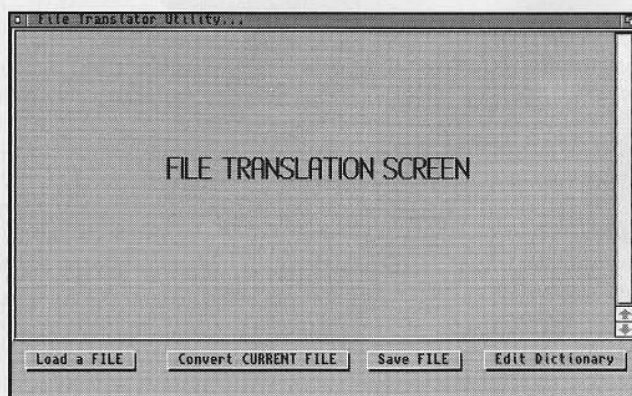 File Translator Utility...
FILE TRANSLATION SCREEN
Load a FILE Convert CURRENT FILE Save FILE Edit Dictionary